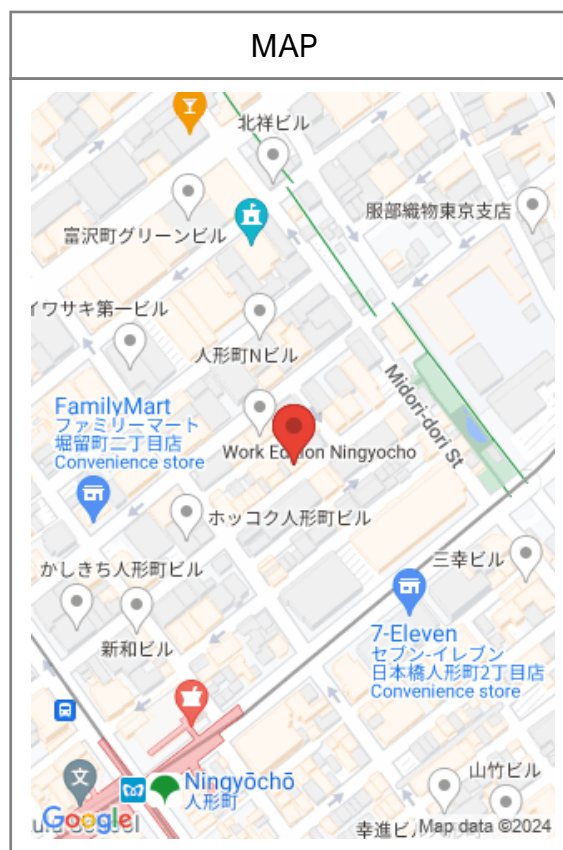 MAP
北祥ビル
服部織物東京支店
富沢町グリーンビル
イワサキ第一ビル
人形町Nビル
Midori-dori St
FamilyMart
ファミリーマート
堀留町二丁目店
Convenience store
Work Edition Ningyocho
ホッコク人形町ビル
かしきち人形町ビル
三幸ビル
新和ビル
7-Eleven
セブン‐イレブン
日本橋人形町2丁目店
Convenience store
文
Ningyōchō
人形町
山竹ビル
Google
幸進ビル
Map data ©2024